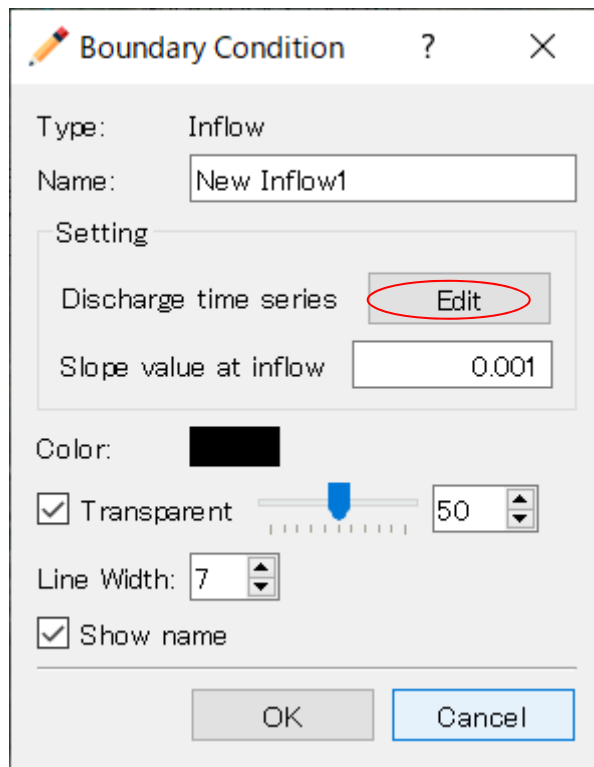 Boundary Condition ?
Type: Inflow
Name: New Inflow1
Setting
Discharge time series Edit
Slope value at inflow 0.001
Color:
Transparent 50
Line Width: 7
Show name
OK Cancel